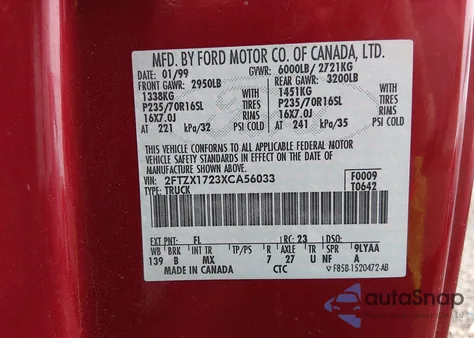 MFD. BY FORD MOTOR CO. OF CANADA, LTD.
DATE: 01/99 GVWR: 6000LB/ 2721KG
FRONT GAWR: 2950LB REAR GAWR: 3200LB
1338KG WITH 1451KG WITH
P235/70R16SL TIRES P235/70R16SL TIRES
16X7.0J RIMS 16X7.0J RIMS
AT 221 kPa/32 PSI COLD AT 241 kPa/35 PSI COLD
THIS VEHICLE CONFORMS TO ALL APPLICABLE FEDERAL MOTOR
VEHICLE SAFETY STANDARDS IN EFFECT ON THE DATE OF
MANUFACTURE SHOWN ABOVE.
VIN: 2FTZX1723XCA56033 F0009
TYPE: TRUCK T0642
EXT PNT: FL RC: 23 DSO:
WB BRK INT TR TP/PS R AXLE TR SPR 9LYAA
139 B MX 7 27 U NF A
MADE IN CANADA CTC F85B-1520472-AB
autoSnap